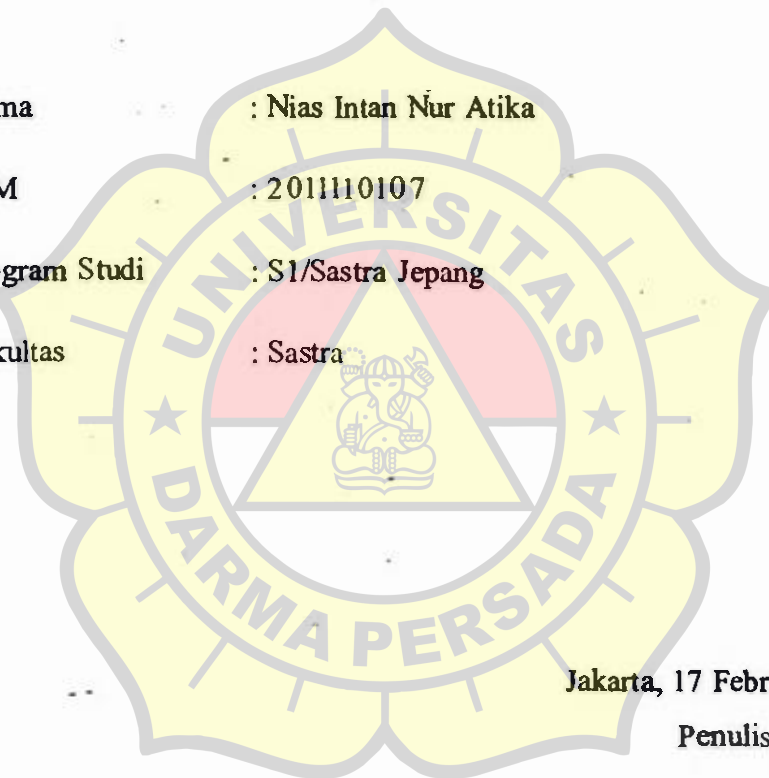 ma : Nias Intan Nur Atika
M : 2011110107
gram Studi : S1/Sastra Jepang
kultas : Sastra
UNIVERSITAS
DARMA PERSADA
Jakarta, 17 Febr
Penulis